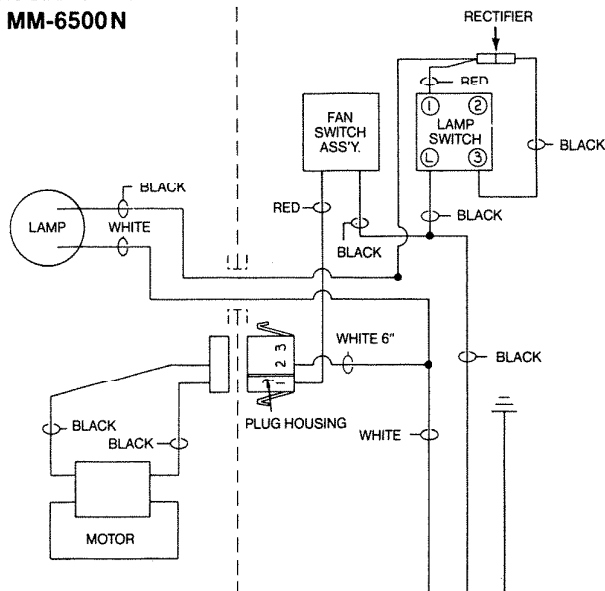 MM-6500N
RECTIFIER
RED
1
2
FAN
SWITCH
ASS'Y.
LAMP
SWITCH
L
3
BLACK
BLACK
RED
BLACK
BLACK
LAMP
WHITE
3
2
1
WHITE 6"
BLACK
PLUG HOUSING
WHITE
BLACK
BLACK
MOTOR